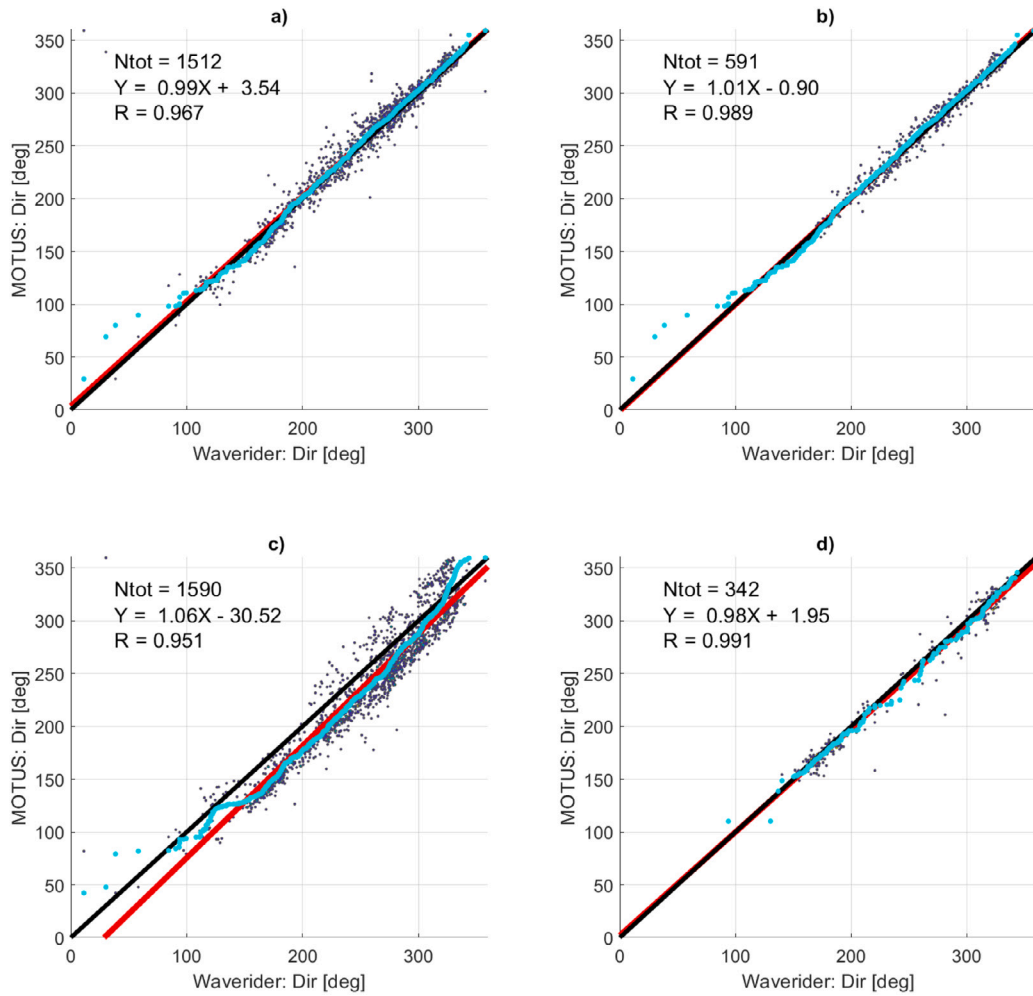 a)
Ntot = 1512
Y =  0.99X +  3.54
R = 0.967
MOTUS: Dir [deg]
350
300
250
200
150
100
50
0
0 100 200 300
Waverider: Dir [deg]
b)
Ntot = 591
Y =  1.01X - 0.90
R = 0.989
MOTUS: Dir [deg]
350
300
250
200
150
100
50
0
0 100 200 300
Waverider: Dir [deg]
c)
Ntot = 1590
Y =  1.06X - 30.52
R = 0.951
MOTUS: Dir [deg]
350
300
250
200
150
100
50
0
0 100 200 300
Waverider: Dir [deg]
d)
Ntot = 342
Y =  0.98X +  1.95
R = 0.991
MOTUS: Dir [deg]
350
300
250
200
150
100
50
0
0 100 200 300
Waverider: Dir [deg]